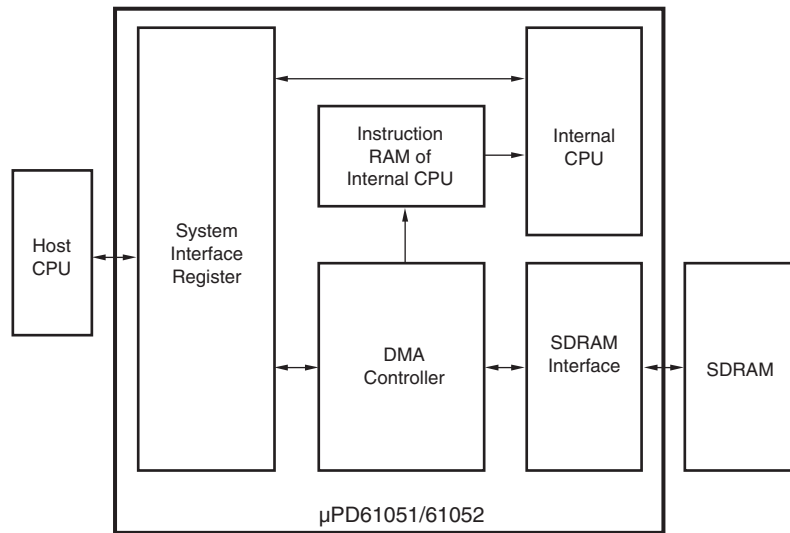 Host
CPU
System
Interface
Register
Instruction
RAM of
Internal CPU
Internal
CPU
DMA
Controller
SDRAM
Interface
SDRAM
μPD61051/61052